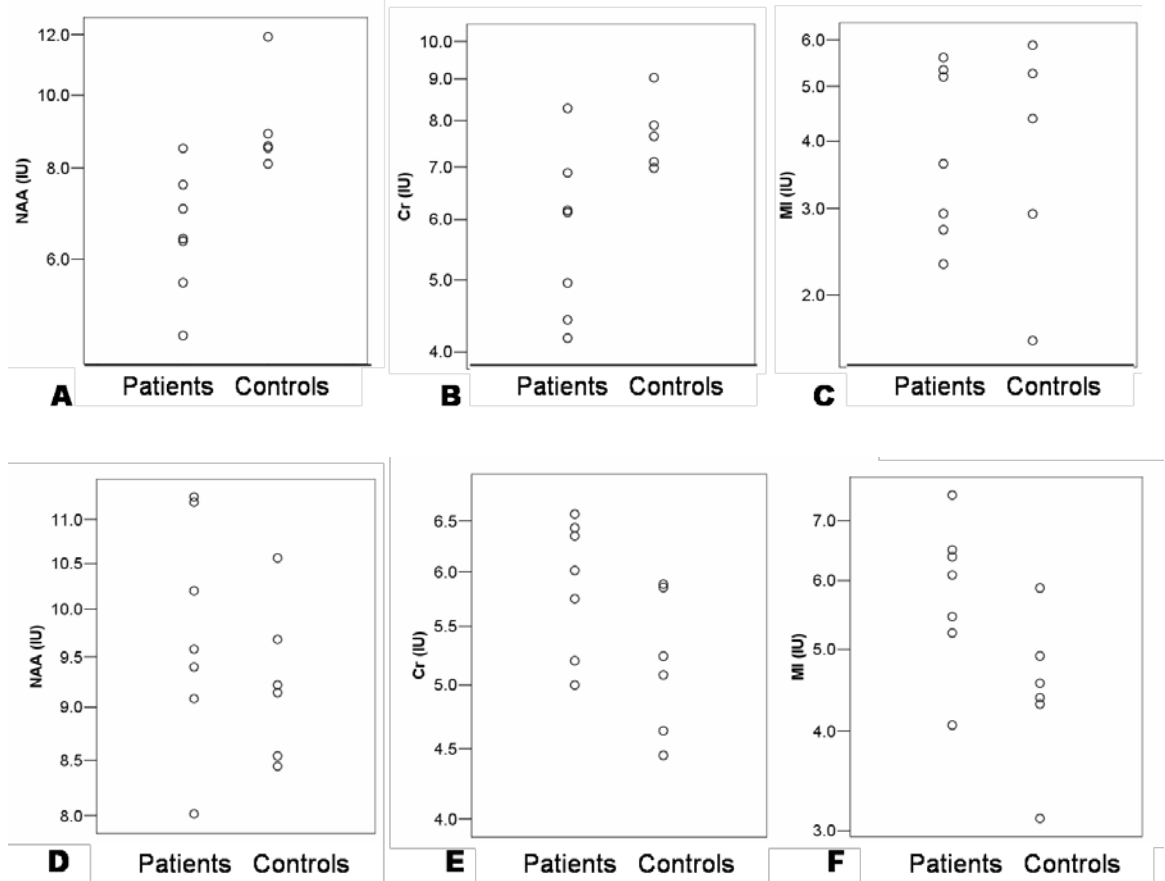 NAA (IU)
12.0
10.0
8.0
6.0
Patients Controls
A
Cr (IU)
10.0
9.0
8.0
7.0
6.0
5.0
4.0
Patients Controls
B
MI (IU)
6.0
5.0
4.0
3.0
2.0
Patients Controls
C
NAA (IU)
11.0
10.5
10.0
9.5
9.0
8.5
8.0
Patients Controls
D
Cr (IU)
6.5
6.0
5.5
5.0
4.5
4.0
Patients Controls
E
MI (IU)
7.0
6.0
5.0
4.0
3.0
Patients Controls
F